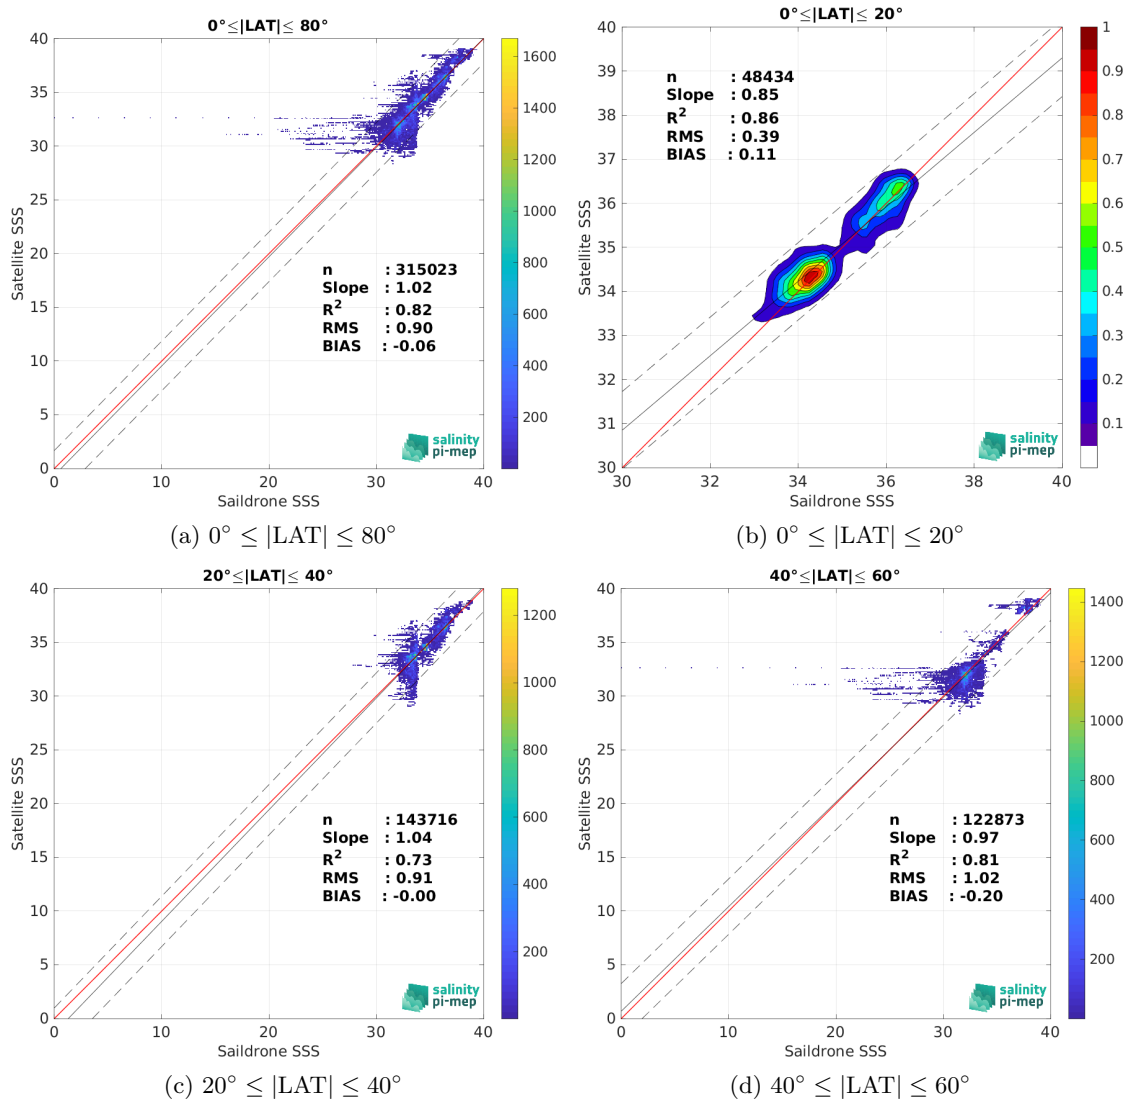 0°≤|LAT|≤ 80°
40
35
30
25
20
15
10
5
0
0
10
20
30
40
Satellite SSS
Saildrone SSS
n : 315023
Slope : 1.02
R² : 0.82
RMS : 0.90
BIAS : -0.06
salinity
pi-mep
1600
1400
1200
1000
800
600
400
200
(a) 0° ≤ |LAT| ≤ 80°
0°≤|LAT|≤ 20°
40
39
38
37
36
35
34
33
32
31
30
30
32
34
36
38
40
Satellite SSS
Saildrone SSS
n : 48434
Slope : 0.85
R² : 0.86
RMS : 0.39
BIAS : 0.11
salinity
pi-mep
1
0.9
0.8
0.7
0.6
0.5
0.4
0.3
0.2
0.1
(b) 0° ≤ |LAT| ≤ 20°
20°≤|LAT|≤ 40°
40
35
30
25
20
15
10
5
0
0
10
20
30
40
Satellite SSS
Saildrone SSS
n : 143716
Slope : 1.04
R² : 0.73
RMS : 0.91
BIAS : -0.00
salinity
pi-mep
1200
1000
800
600
400
200
(c) 20° ≤ |LAT| ≤ 40°
40°≤|LAT|≤ 60°
40
35
30
25
20
15
10
5
0
0
10
20
30
40
Satellite SSS
Saildrone SSS
n : 122873
Slope : 0.97
R² : 0.81
RMS : 1.02
BIAS : -0.20
salinity
pi-mep
1400
1200
1000
800
600
400
200
(d) 40° ≤ |LAT| ≤ 60°